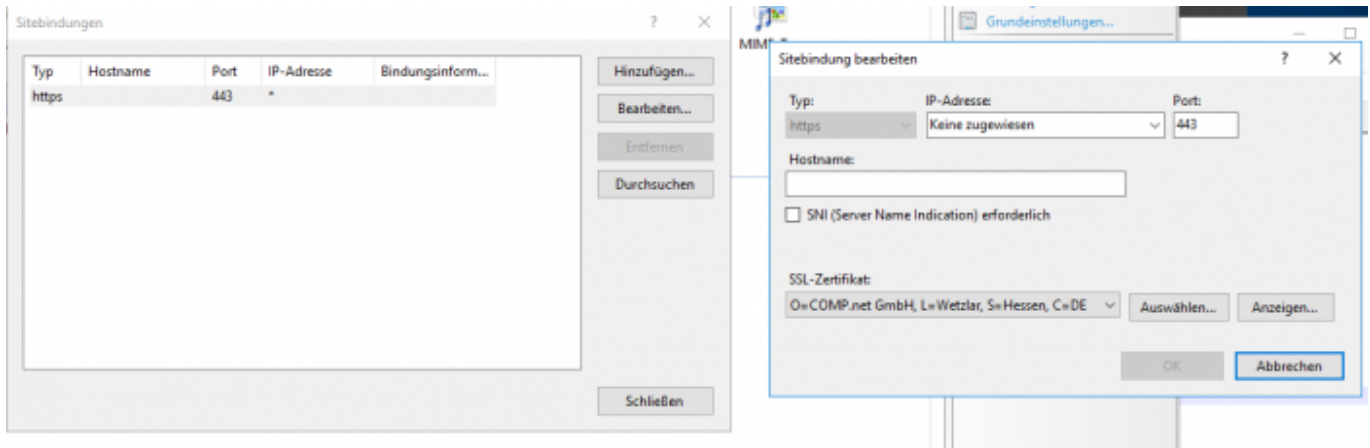 Sitebindungen
Typ Hostname Port IP-Adresse Bindungsinform...
https 443 *
Hinzufügen...
Bearbeiten...
Entfernen
Durchsuchen
Schließen
Grundeinstellungen...
Sitebindung bearbeiten
Typ: IP-Adresse: Port:
https Keine zugewiesen 443
Hostname:
SNI (Server Name Indication) erforderlich
SSL-Zertifikat:
O=COMP.net GmbH, L=Wetzlar, S=Hessen, C=DE Auswählen... Anzeigen...
OK Abbrechen